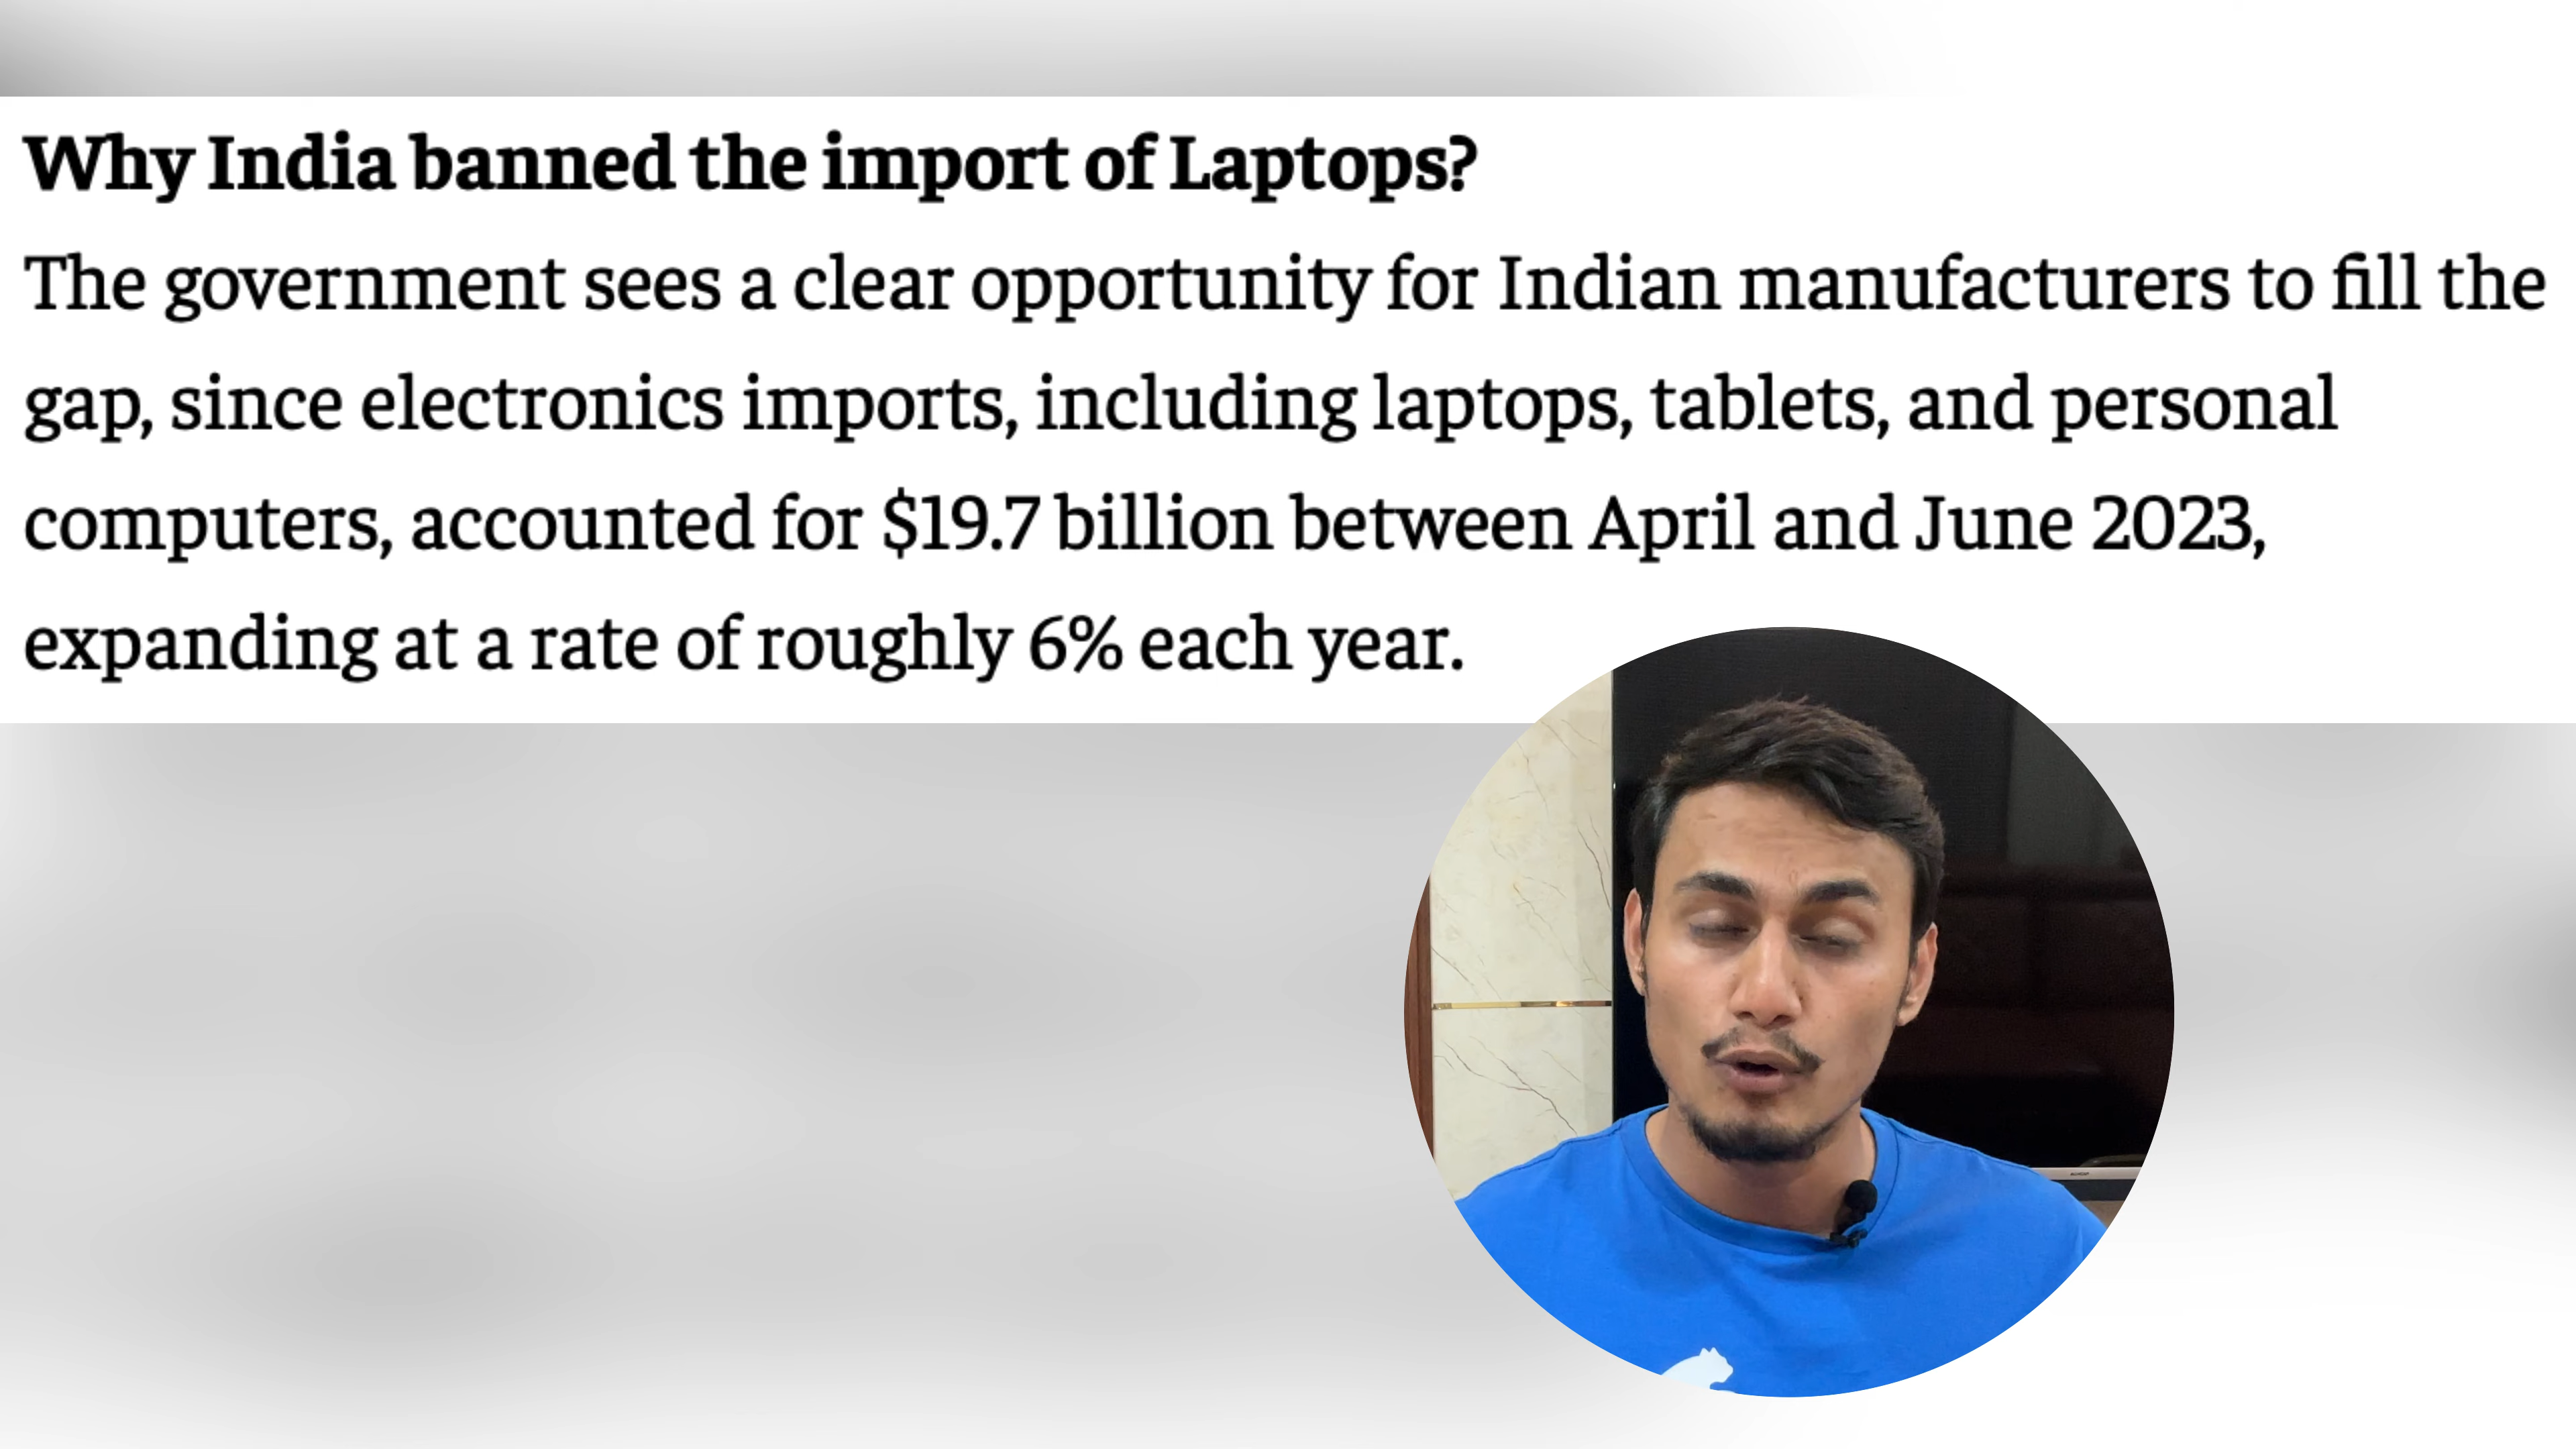 Why India banned the import of Laptops?
The government sees a clear opportunity for Indian manufacturers to fill the
gap, since electronics imports, including laptops, tablets, and personal
computers, accounted for $19.7 billion between April and June 2023,
expanding at a rate of roughly 6% each year.